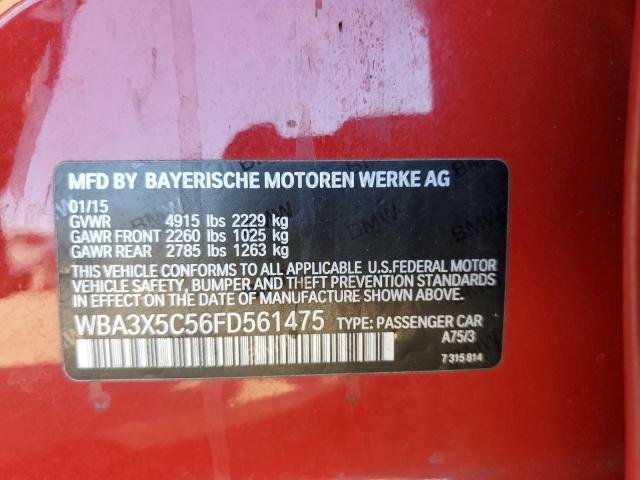 MFD BY BAYERISCHE MOTOREN WERKE AG
01/15
GVWR 4915 lbs 2229 kg
GAWR FRONT 2260 lbs 1025 kg
GAWR REAR 2785 lbs 1263 kg
THIS VEHICLE CONFORMS TO ALL APPLICABLE U.S.FEDERAL MOTOR
VEHICLE SAFETY, BUMPER AND THEFT PREVENTION STANDARDS
IN EFFECT ON THE DATE OF MANUFACTURE SHOWN ABOVE.
WBA3X5C56FD561475 TYPE: PASSENGER CAR
A75/3
7 315 814